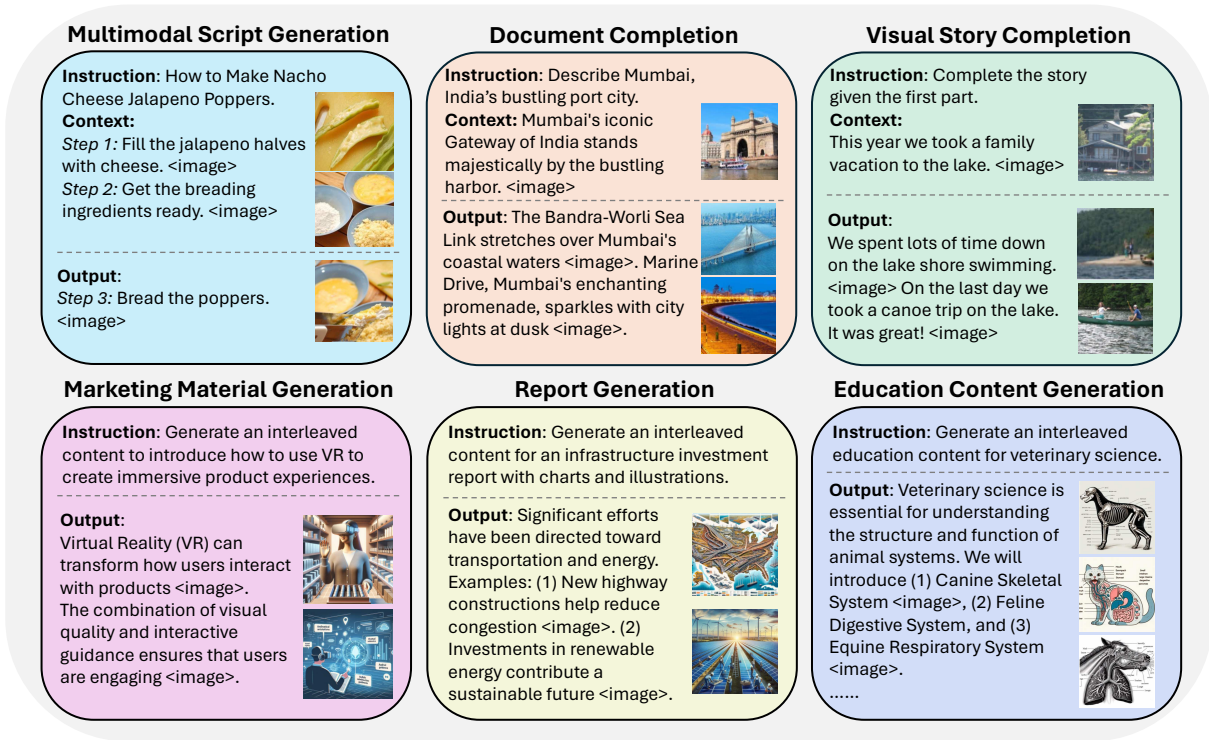 Multimodal Script Generation
Instruction: How to Make Nacho
Cheese Jalapeno Poppers.
Context:
Step 1: Fill the jalapeno halves
with cheese. <image>
Step 2: Get the breading
ingredients ready. <image>
Output:
Step 3: Bread the poppers.
<image>
Document Completion
Instruction: Describe Mumbai,
India's bustling port city.
Context: Mumbai's iconic
Gateway of India stands
majestically by the bustling
harbor. <image>
Output: The Bandra-Worli Sea
Link stretches over Mumbai's
coastal waters <image>. Marine
Drive, Mumbai's enchanting
promenade, sparkles with city
lights at dusk <image>.
Visual Story Completion
Instruction: Complete the story
given the first part.
Context:
This year we took a family
vacation to the lake. <image>
Output:
We spent lots of time down
on the lake shore swimming.
<image> On the last day we
took a canoe trip on the lake.
It was great! <image>
Marketing Material Generation
Instruction: Generate an interleaved
content to introduce how to use VR to
create immersive product experiences.
Output:
Virtual Reality (VR) can
transform how users interact
with products <image>.
The combination of visual
quality and interactive
guidance ensures that users
are engaging <image>.
Report Generation
Instruction: Generate an interleaved
content for an infrastructure investment
report with charts and illustrations.
Output: Significant efforts
have been directed toward
transportation and energy.
Examples: (1) New highway
constructions help reduce
congestion <image>. (2)
Investments in renewable
energy contribute a
sustainable future <image>.
Education Content Generation
Instruction: Generate an interleaved
education content for veterinary science.
Output: Veterinary science is
essential for understanding
the structure and function of
animal systems. We will
introduce (1) Canine Skeletal
System <image>, (2) Feline
Digestive System, and (3)
Equine Respiratory System
<image>.
......